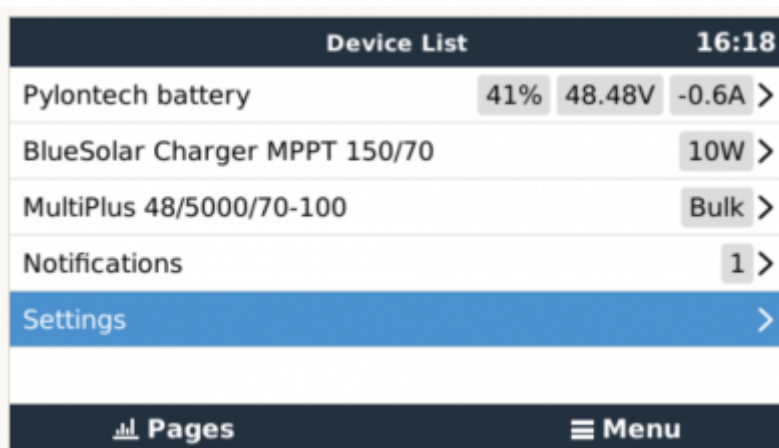 Device List 16:18
Pylontech battery 41% 48.48V -0.6A
BlueSolar Charger MPPT 150/70 10W
MultiPlus 48/5000/70-100 Bulk
Notifications 1
Settings
Pages Menu